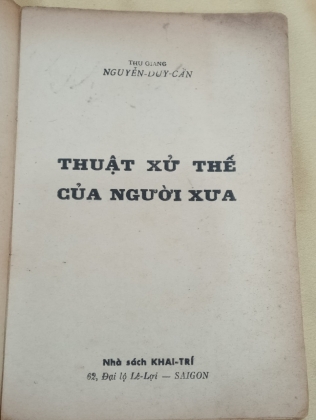 THU GIANG
NGUYỄN-DUY-CẦN
THUẬT XỬ THẾ
CỦA NGƯỜI XƯA
Nhà sách KHAI-TRÍ
62, Đại lộ Lê-Lợi — SAIGON